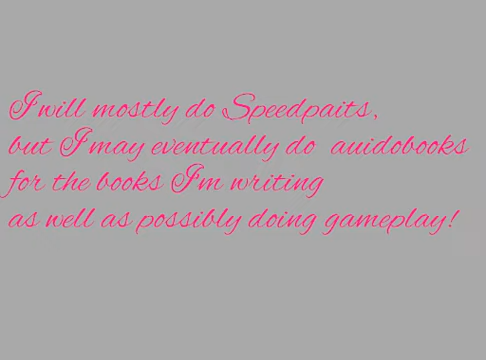 I will mostly do Speedpaits,
but I may eventually do auidobooks
for the books I'm writing
as well as possibly doing gameplay!